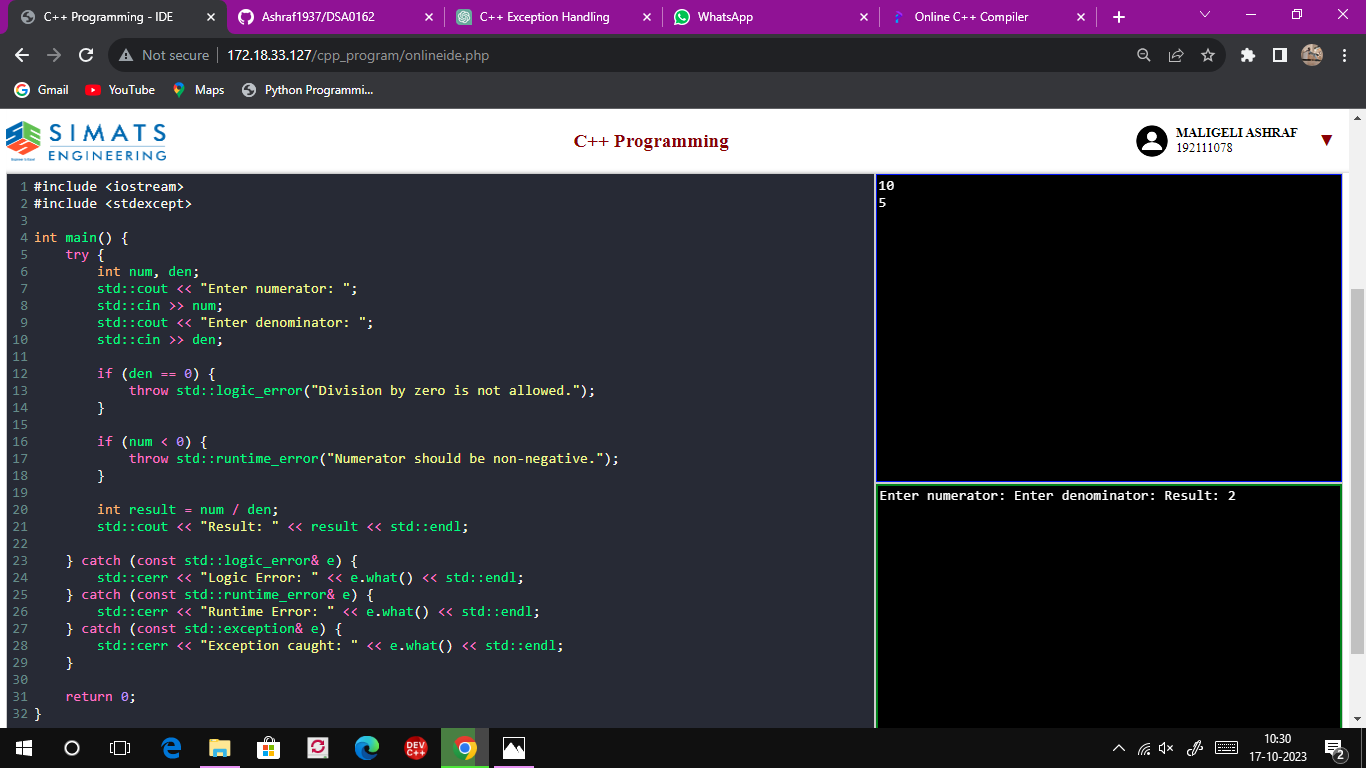 C++ Programming - IDE
Ashraf1937/DSA0162
C++ Exception Handling
WhatsApp
Online C++ Compiler
Not secure
172.18.33.127/cpp_program/onlineide.php
Gmail
YouTube
Maps
Python Programmi...
SIMATS
ENGINEERING
C++ Programming
MALIGELI ASHRAF
192111078
1 #include <iostream>
2 #include <stdexcept>
3
4 int main() {
5     try {
6         int num, den;
7         std::cout << "Enter numerator: ";
8         std::cin >> num;
9         std::cout << "Enter denominator: ";
10         std::cin >> den;
11
12         if (den == 0) {
13             throw std::logic_error("Division by zero is not allowed.");
14         }
15
16         if (num < 0) {
17             throw std::runtime_error("Numerator should be non-negative.");
18         }
19
20         int result = num / den;
21         std::cout << "Result: " << result << std::endl;
22
23     } catch (const std::logic_error& e) {
24         std::cerr << "Logic Error: " << e.what() << std::endl;
25     } catch (const std::runtime_error& e) {
26         std::cerr << "Runtime Error: " << e.what() << std::endl;
27     } catch (const std::exception& e) {
28         std::cerr << "Exception caught: " << e.what() << std::endl;
29     }
30
31     return 0;
32 }
10
5
Enter numerator: Enter denominator: Result: 2
DEV
C++
10:30
17-10-2023
2